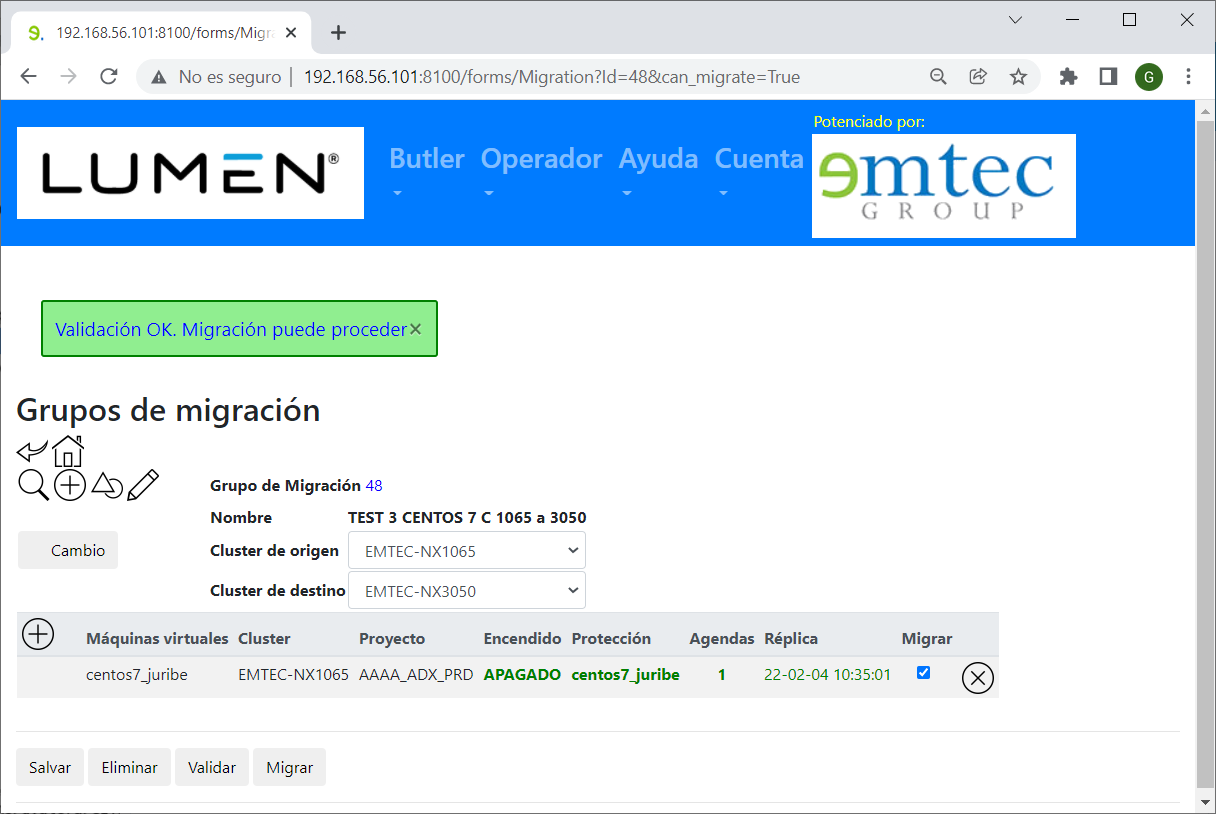 192.168.56.101:8100/forms/Migra
No es seguro | 192.168.56.101:8100/forms/Migration?Id=48&can_migrate=True
G
Potenciado por:
LUMEN®
Butler Operador Ayuda Cuenta
emtec
GROUP
Validación OK. Migración puede proceder×
Grupos de migración
Grupo de Migración 48
Nombre TEST 3 CENTOS 7 C 1065 a 3050
Cambio
Cluster de origen EMTEC-NX1065
Cluster de destino EMTEC-NX3050
Máquinas virtuales Cluster Proyecto Encendido Protección Agendas Réplica Migrar
centos7_juribe EMTEC-NX1065 AAAA_ADX_PRD APAGADO centos7_juribe 1 22-02-04 10:35:01
Salvar Eliminar Validar Migrar